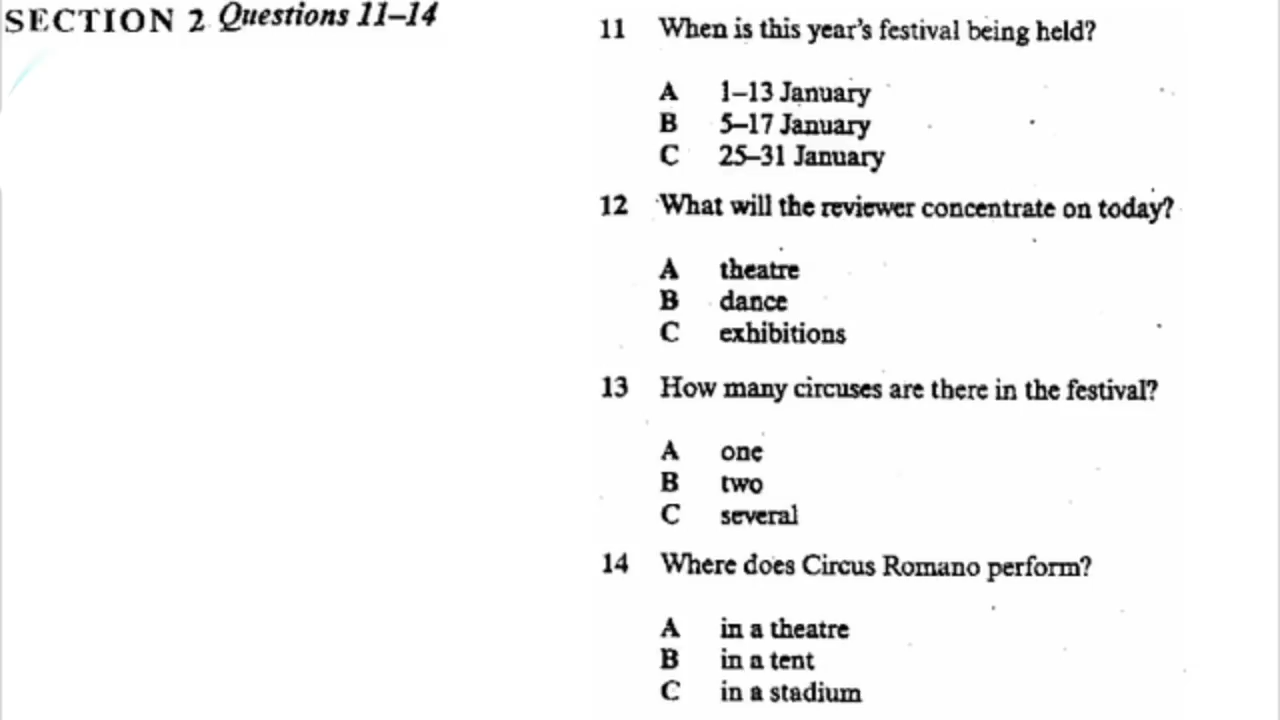 SECTION 2 Questions 11–14
11 When is this year's festival being held?
A 1–13 January
B 5–17 January
C 25–31 January
12 What will the reviewer concentrate on today?
A theatre
B dance
C exhibitions
13 How many circuses are there in the festival?
A one
B two
C several
14 Where does Circus Romano perform?
A in a theatre
B in a tent
C in a stadium